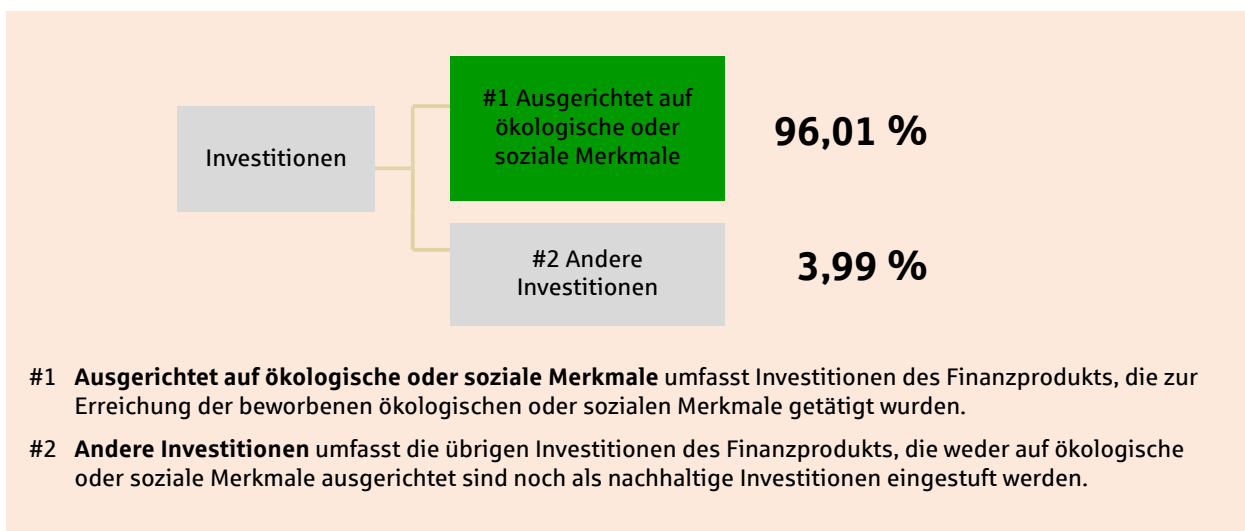 #1 Ausgerichtet auf
ökologische oder
soziale Merkmale
96,01 %
Investitionen
#2 Andere
Investitionen
3,99 %
#1 Ausgerichtet auf ökologische oder soziale Merkmale umfasst Investitionen des Finanzprodukts, die zur
Erreichung der beworbenen ökologischen oder sozialen Merkmale getätigt wurden.
#2 Andere Investitionen umfasst die übrigen Investitionen des Finanzprodukts, die weder auf ökologische
oder soziale Merkmale ausgerichtet sind noch als nachhaltige Investitionen eingestuft werden.